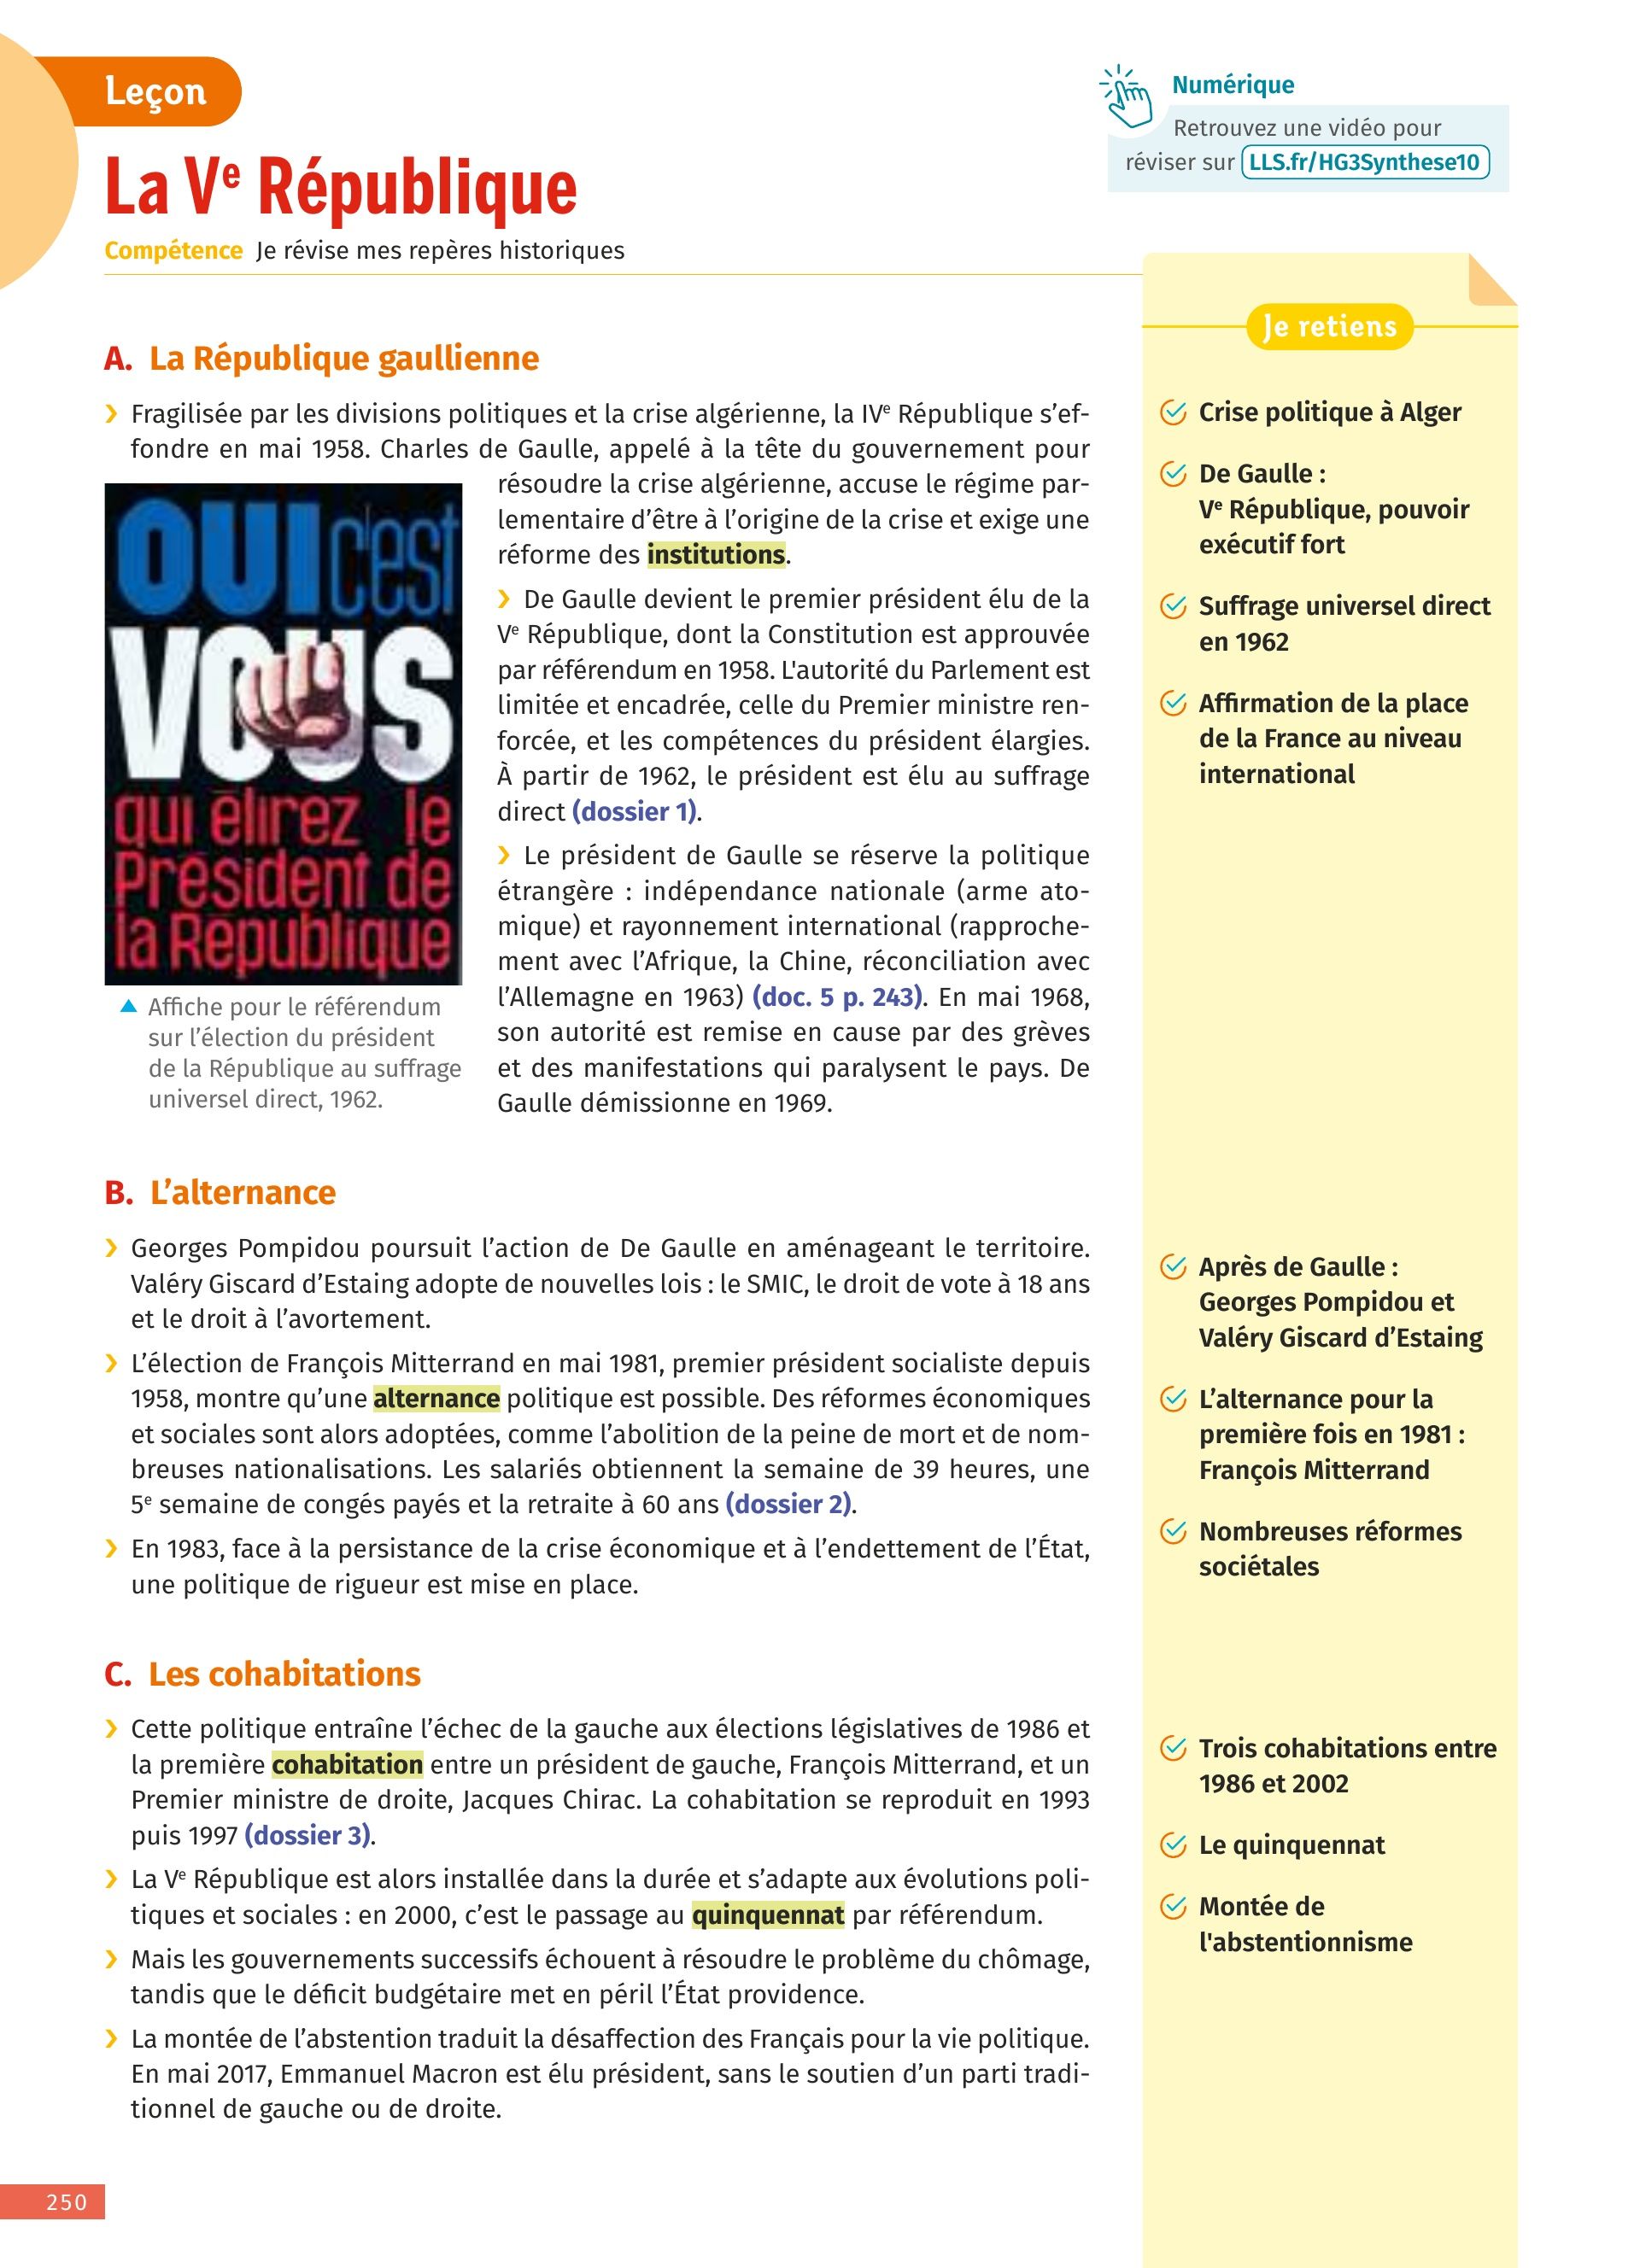 Leçon
La Ve République
Compétence Je révise mes repères historiques
Numérique
Retrouvez une vidéo pour
réviser sur LLS.fr/HG3Synthese10
A. La République gaullienne
› Fragilisée par les divisions politiques et la crise algérienne, la IVe République s’ef-
fondre en mai 1958. Charles de Gaulle, appelé à la tête du gouvernement pour
résoudre la crise algérienne, accuse le régime par-
lementaire d’être à l’origine de la crise et exige une
réforme des institutions.
› De Gaulle devient le premier président élu de la
Ve République, dont la Constitution est approuvée
par référendum en 1958. L'autorité du Parlement est
limitée et encadrée, celle du Premier ministre ren-
forcée, et les compétences du président élargies.
À partir de 1962, le président est élu au suffrage
direct (dossier 1).
› Le président de Gaulle se réserve la politique
étrangère : indépendance nationale (arme ato-
mique) et rayonnement international (rapproche-
ment avec l’Afrique, la Chine, réconciliation avec
l’Allemagne en 1963) (doc. 5 p. 243). En mai 1968,
son autorité est remise en cause par des grèves
et des manifestations qui paralysent le pays. De
Gaulle démissionne en 1969.
OUI c'est
VOUS
qui élirez le
Président de
la République
Affiche pour le référendum
sur l’élection du président
de la République au suffrage
universel direct, 1962.
B. L’alternance
› Georges Pompidou poursuit l’action de De Gaulle en aménageant le territoire.
Valéry Giscard d’Estaing adopte de nouvelles lois : le SMIC, le droit de vote à 18 ans
et le droit à l’avortement.
› L’élection de François Mitterrand en mai 1981, premier président socialiste depuis
1958, montre qu’une alternance politique est possible. Des réformes économiques
et sociales sont alors adoptées, comme l’abolition de la peine de mort et de nom-
breuses nationalisations. Les salariés obtiennent la semaine de 39 heures, une
5e semaine de congés payés et la retraite à 60 ans (dossier 2).
› En 1983, face à la persistance de la crise économique et à l’endettement de l’État,
une politique de rigueur est mise en place.
C. Les cohabitations
› Cette politique entraîne l’échec de la gauche aux élections législatives de 1986 et
la première cohabitation entre un président de gauche, François Mitterrand, et un
Premier ministre de droite, Jacques Chirac. La cohabitation se reproduit en 1993
puis 1997 (dossier 3).
› La Ve République est alors installée dans la durée et s’adapte aux évolutions poli-
tiques et sociales : en 2000, c’est le passage au quinquennat par référendum.
› Mais les gouvernements successifs échouent à résoudre le problème du chômage,
tandis que le déficit budgétaire met en péril l’État providence.
› La montée de l’abstention traduit la désaffection des Français pour la vie politique.
En mai 2017, Emmanuel Macron est élu président, sans le soutien d’un parti tradi-
tionnel de gauche ou de droite.
Je retiens
Crise politique à Alger
De Gaulle :
Ve République, pouvoir
exécutif fort
Suffrage universel direct
en 1962
Affirmation de la place
de la France au niveau
international
Après de Gaulle :
Georges Pompidou et
Valéry Giscard d’Estaing
L’alternance pour la
première fois en 1981 :
François Mitterrand
Nombreuses réformes
sociétales
Trois cohabitations entre
1986 et 2002
Le quinquennat
Montée de
l'abstentionnisme
250